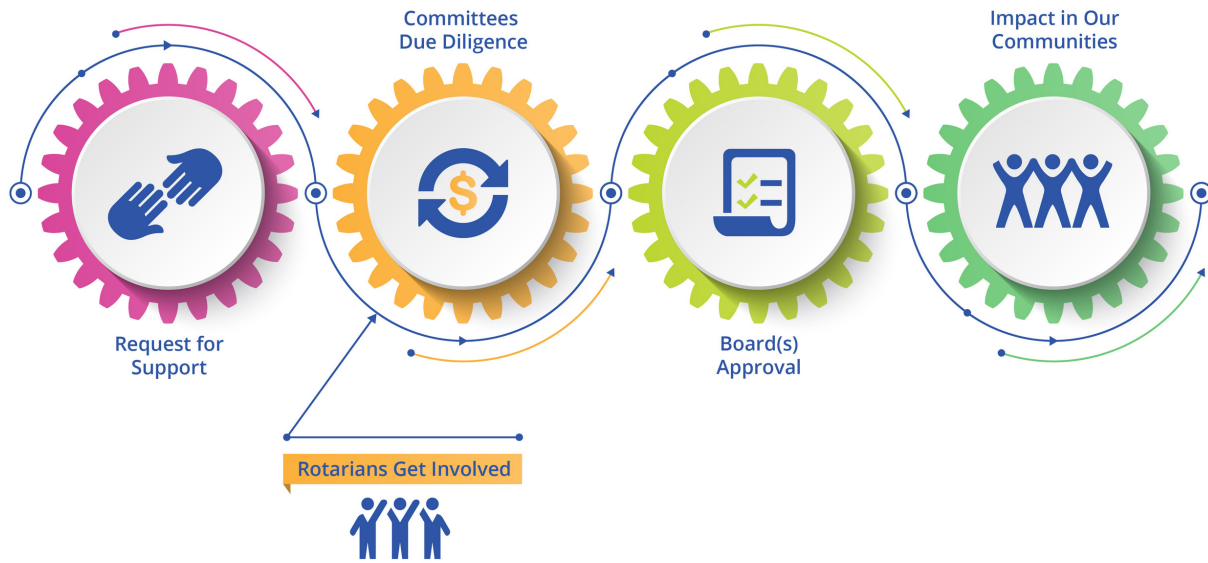 Committees
Due Diligence
Impact in Our
Communities
$
Request for
Support
Board(s)
Approval
Rotarians Get Involved